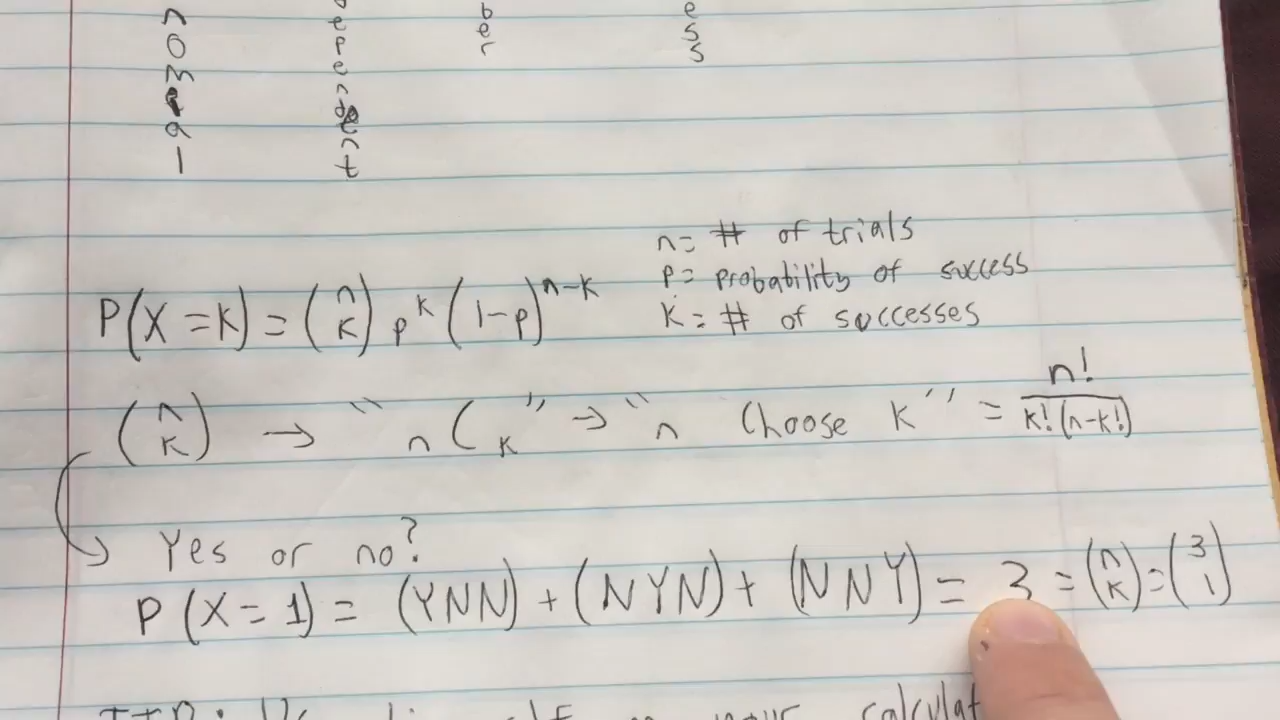 n= # of trials
p= probability of success
P(X=K) = (n K) p^K (1-p)^n-K
K= # of successes
(n K) → “ n C K ” → “ n Choose K ” = n! / K!(n-K!)
Yes or no?
P(X=1) = (YNN) + (NYN) + (NNY) = 3 = (n K) = (3 1)